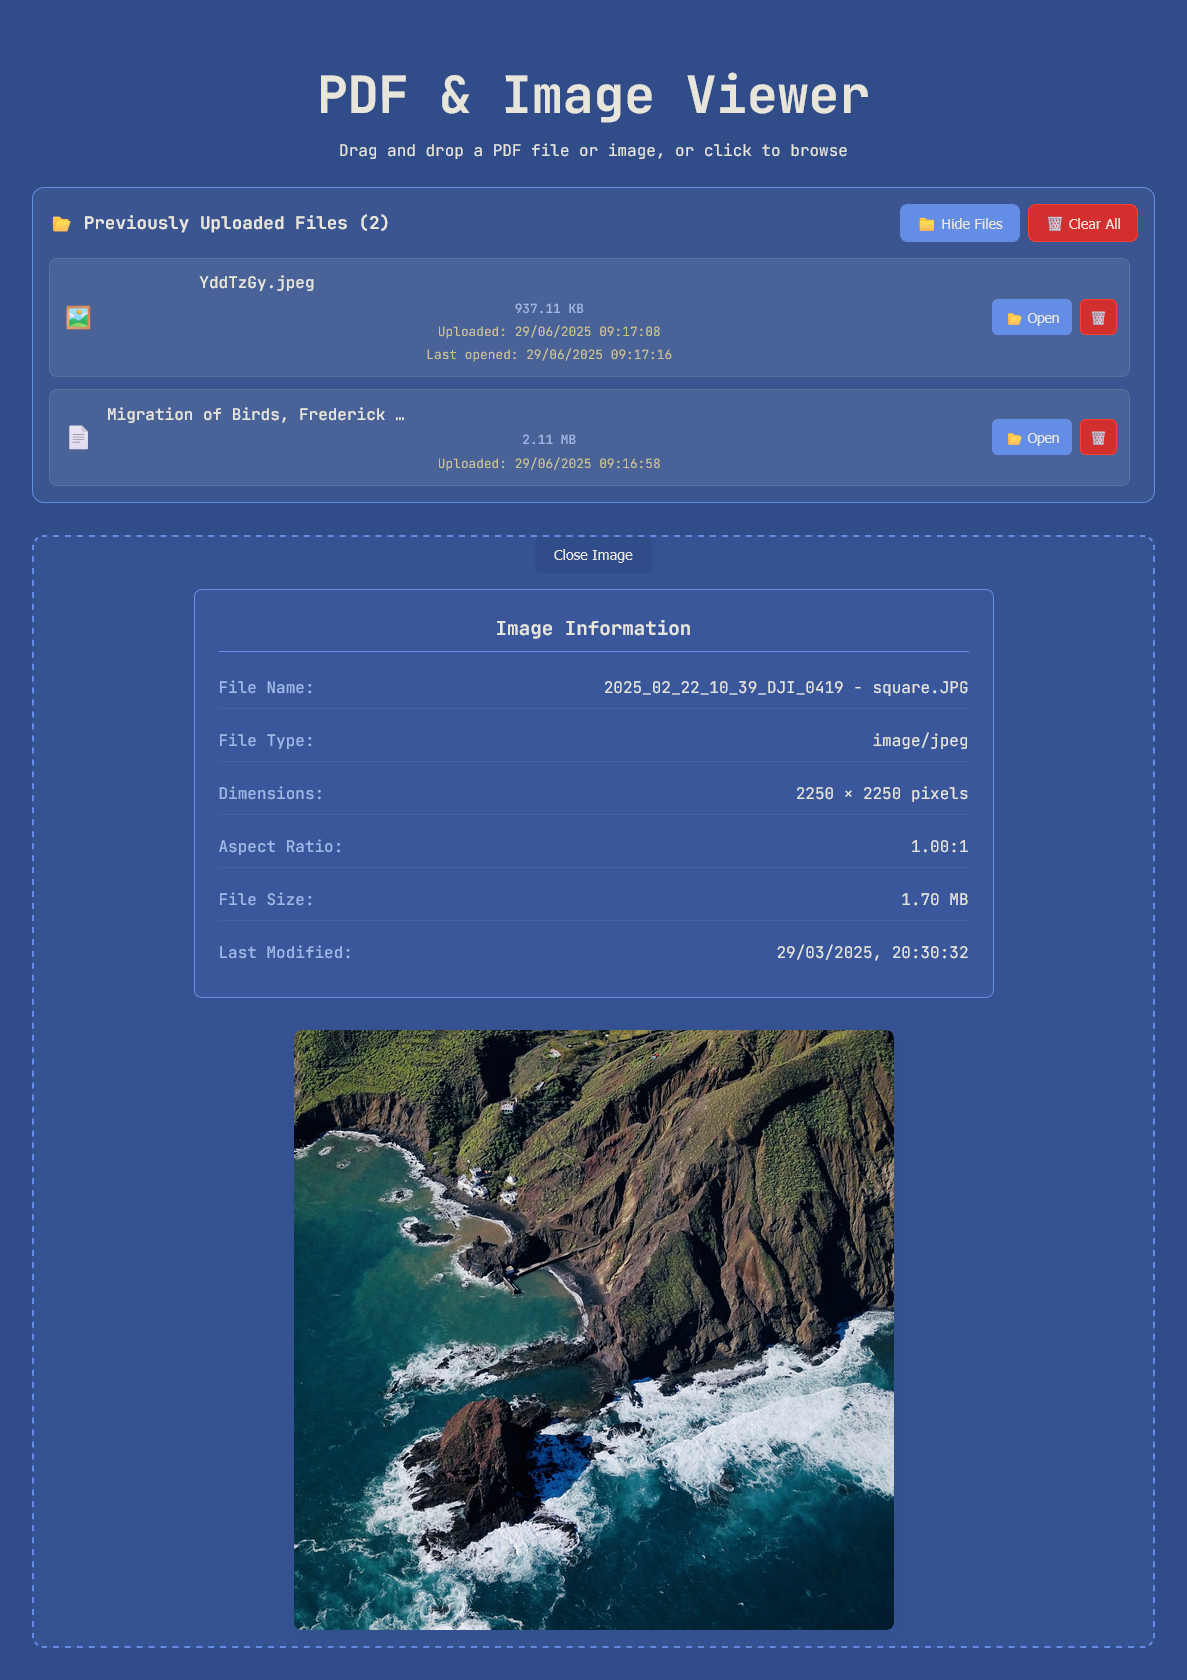 PDF & Image Viewer
Drag and drop a PDF file or image, or click to browse
Previously Uploaded Files (2)
Hide Files
Clear All
YddTzGy.jpeg
937.11 KB
Uploaded: 29/06/2025 09:17:08
Last opened: 29/06/2025 09:17:16
Open
Migration of Birds, Frederick …
2.11 MB
Uploaded: 29/06/2025 09:16:58
Open
Close Image
Image Information
File Name: 2025_02_22_10_39_DJI_0419 - square.JPG
File Type: image/jpeg
Dimensions: 2250 × 2250 pixels
Aspect Ratio: 1.00:1
File Size: 1.70 MB
Last Modified: 29/03/2025, 20:30:32